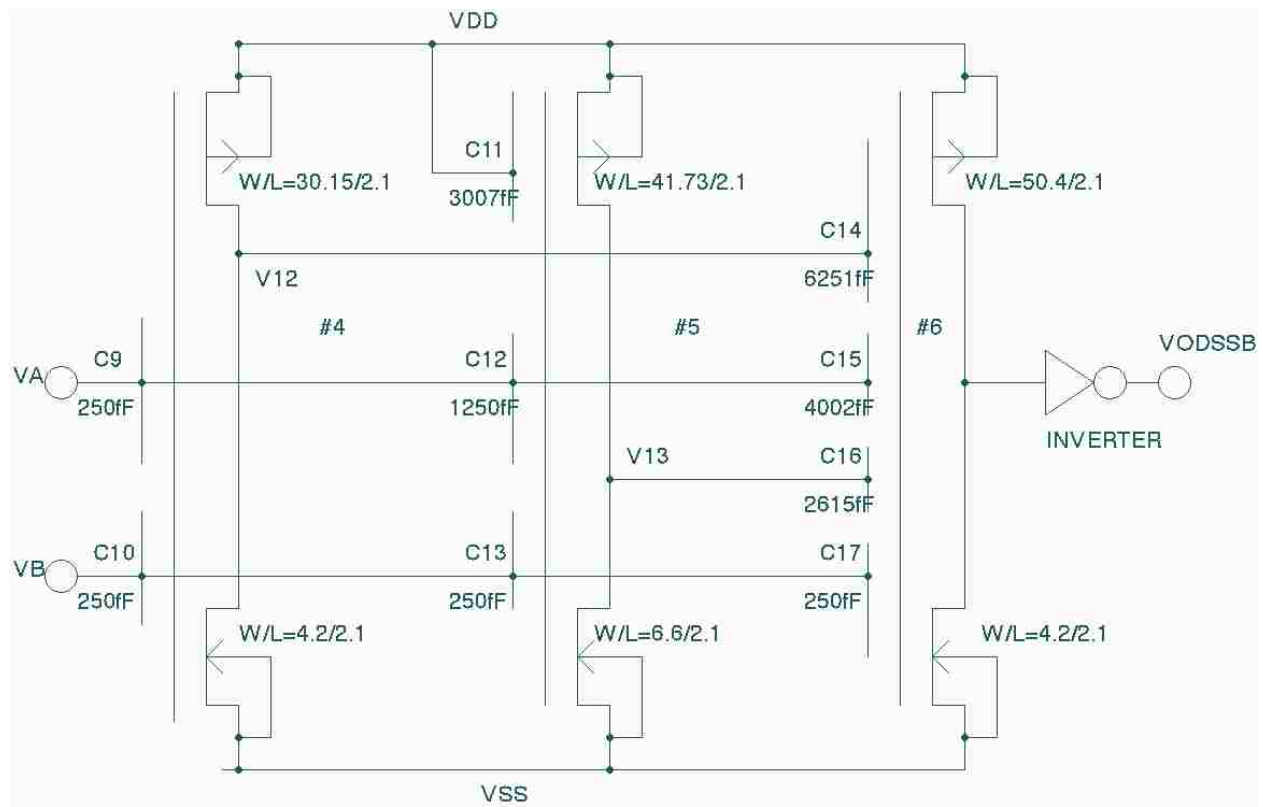 VDD
C11
W/L=30.15/2.1
3007fF
W/L=41.73/2.1
W/L=50.4/2.1
C14
V12
6251fF
#4
#5
#6
VODSSB
C9
C12
C15
VA
250fF
1250fF
4002fF
INVERTER
V13
C16
2615fF
C10
C13
C17
VB
250fF
250fF
250fF
W/L=4.2/2.1
W/L=6.6/2.1
W/L=4.2/2.1
VSS